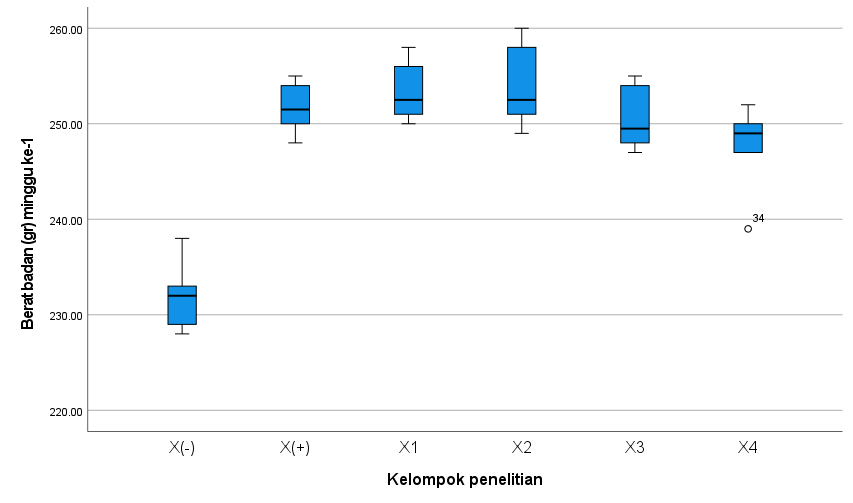 Berat badan (gr) minggu ke-1
260.00
250.00
240.00
230.00
220.00
34
X(-)
X(+)
X1
X2
X3
X4
Kelompok penelitian